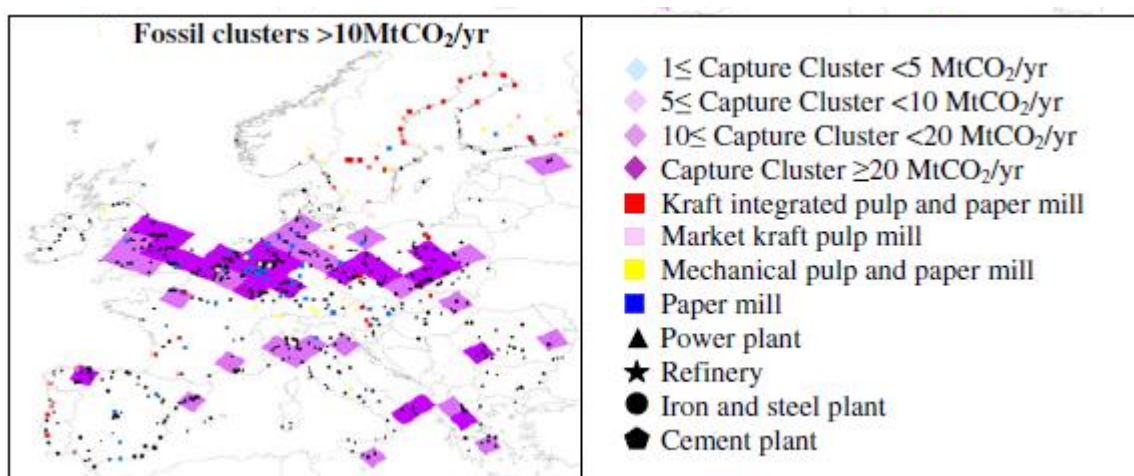 Fossil clusters >10MtCO₂/yr
1≤ Capture Cluster <5 MtCO₂/yr
5≤ Capture Cluster <10 MtCO₂/yr
10≤ Capture Cluster <20 MtCO₂/yr
Capture Cluster ≥20 MtCO₂/yr
Kraft integrated pulp and paper mill
Market kraft pulp mill
Mechanical pulp and paper mill
Paper mill
Power plant
Refinery
Iron and steel plant
Cement plant